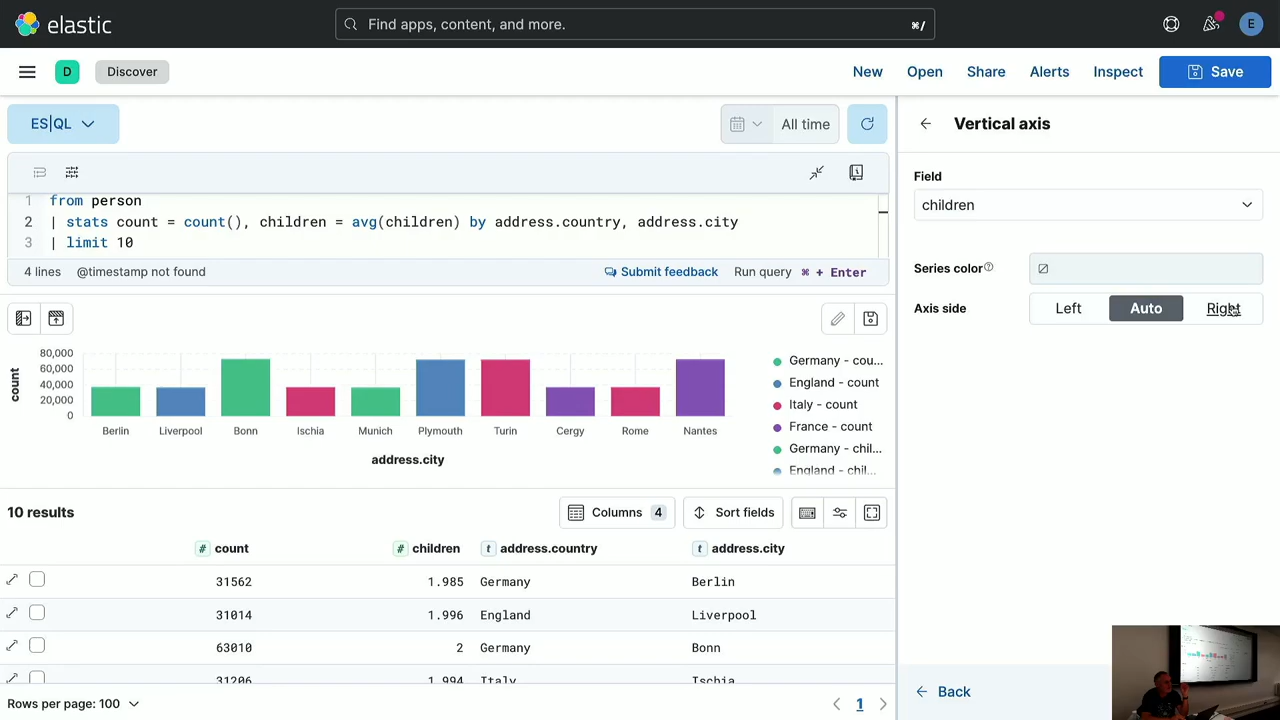 elastic
Find apps, content, and more.
⌘/
E
D
Discover
New
Open
Share
Alerts
Inspect
Save
ES|QL
All time
1 from person
2 | stats count = count(), children = avg(children) by address.country, address.city
3 | limit 10
4 lines @timestamp not found
Submit feedback
Run query ⌘ + Enter
80,000
60,000
40,000
20,000
0
count
Berlin Liverpool Bonn Ischia Munich Plymouth Turin Cergy Rome Nantes
address.city
Germany - cou...
England - count
Italy - count
France - count
Germany - chil...
England - chil...
10 results
Columns 4
Sort fields
# count # children t address.country t address.city
31562 1.985 Germany Berlin
31014 1.996 England Liverpool
63010 2 Germany Bonn
31206 1.994 Italy Ischia
Rows per page: 100
1
Vertical axis
Field
children
Series color
Axis side
Left
Auto
Right
Back